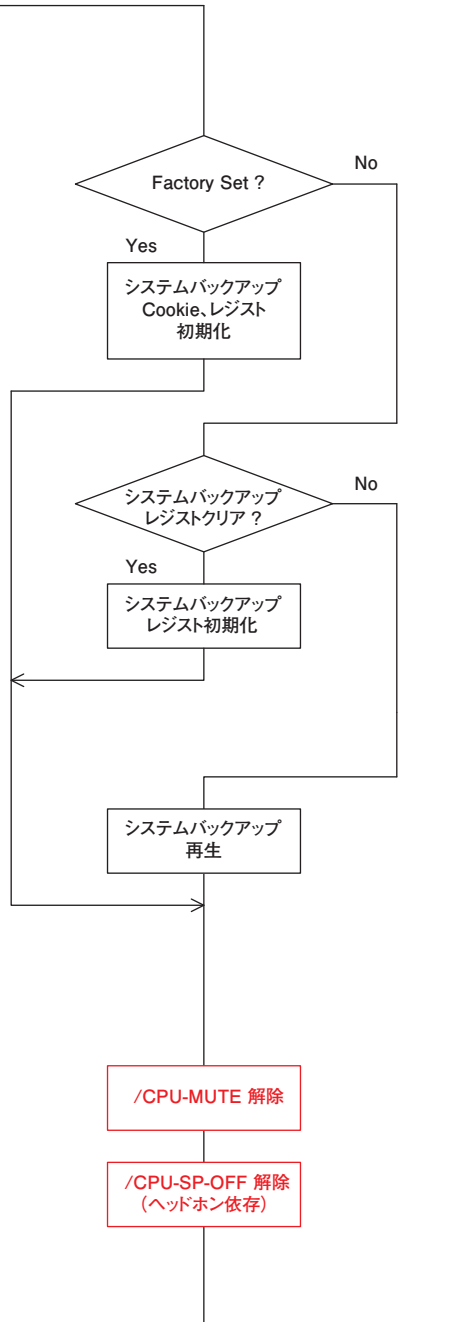 Factory Set ?
No
Yes
システムバックアップ
Cookie、レジスト
初期化
システムバックアップ
レジストクリア ?
No
Yes
システムバックアップ
レジスト初期化
システムバックアップ
再生
/CPU-MUTE 解除
/CPU-SP-OFF 解除
(ヘッドホン依存)